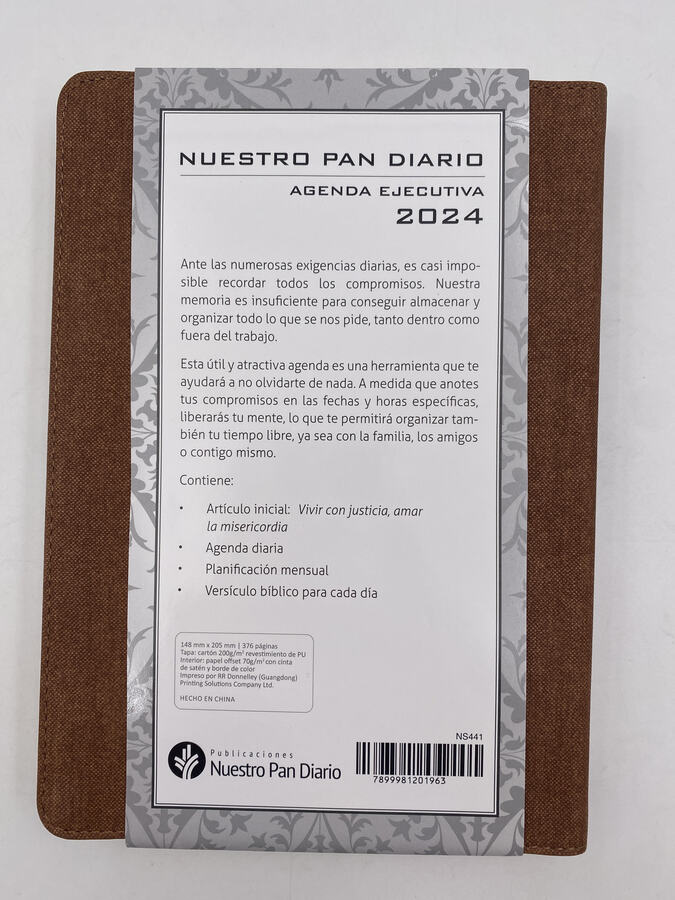 NUESTRO PAN DIARIO
AGENDA EJECUTIVA
2024
Ante las numerosas exigencias diarias, es casi impo-
sible recordar todos los compromisos. Nuestra
memoria es insuficiente para conseguir almacenar y
organizar todo lo que se nos pide, tanto dentro como
fuera del trabajo.
Esta útil y atractiva agenda es una herramienta que te
ayudará a no olvidarte de nada. A medida que anotes
tus compromisos en las fechas y horas específicas,
liberarás tu mente, lo que te permitirá organizar tam-
bién tu tiempo libre, ya sea con la familia, los amigos
o contigo mismo.
Contiene:
• Artículo inicial: Vivir con justicia, amar
la misericordia
• Agenda diaria
• Planificación mensual
• Versículo bíblico para cada día
148 mm x 205 mm | 376 páginas
Tapa: cartón 200g/m² revestimiento de PU
Interior: papel offset 70g/m² con cinta
de satén y borde de color
Impreso por RR Donnelley (Guangdong)
Printing Solutions Company Ltd.
HECHO EN CHINA
NS441
Publicaciones
Nuestro Pan Diario
7899981201963